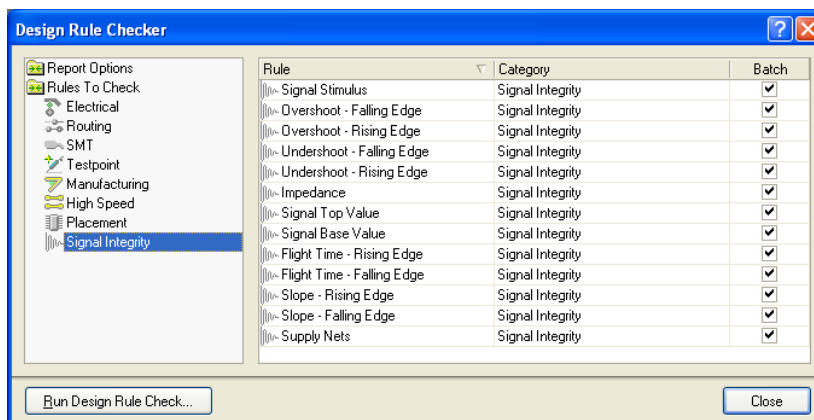 Design Rule Checker
Report Options
Rules To Check
Electrical
Routing
SMT
Testpoint
Manufacturing
High Speed
Placement
Signal Integrity
Rule Category Batch
Signal Stimulus Signal Integrity
Overshoot - Falling Edge Signal Integrity
Overshoot - Rising Edge Signal Integrity
Undershoot - Falling Edge Signal Integrity
Undershoot - Rising Edge Signal Integrity
Impedance Signal Integrity
Signal Top Value Signal Integrity
Signal Base Value Signal Integrity
Flight Time - Rising Edge Signal Integrity
Flight Time - Falling Edge Signal Integrity
Slope - Rising Edge Signal Integrity
Slope - Falling Edge Signal Integrity
Supply Nets Signal Integrity
Run Design Rule Check... Close